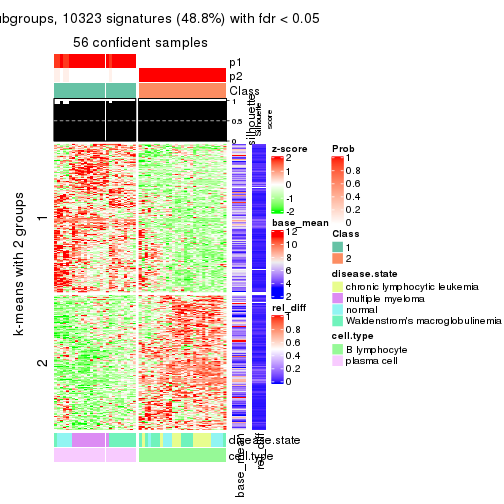 ubgroups, 10323 signatures (48.8%) with fdr < 0.05
56 confident samples
p1
p2
Class
1
0.5
0
silhouette
Silhouette
score
k-means with 2 groups
1
2
z-score
2
1
0
-1
-2
base_mean
12
10
8
6
4
2
rel_diff
1
0.8
0.6
0.4
0.2
0
Prob
1
0.8
0.6
0.4
0.2
0
Class
1
2
disease.state
chronic lymphocytic leukemia
multiple myeloma
normal
Waldenstrom's macroglobulinemia
cell.type
B lymphocyte
plasma cell
disease.state
cell.type
base_mean
rel_diff